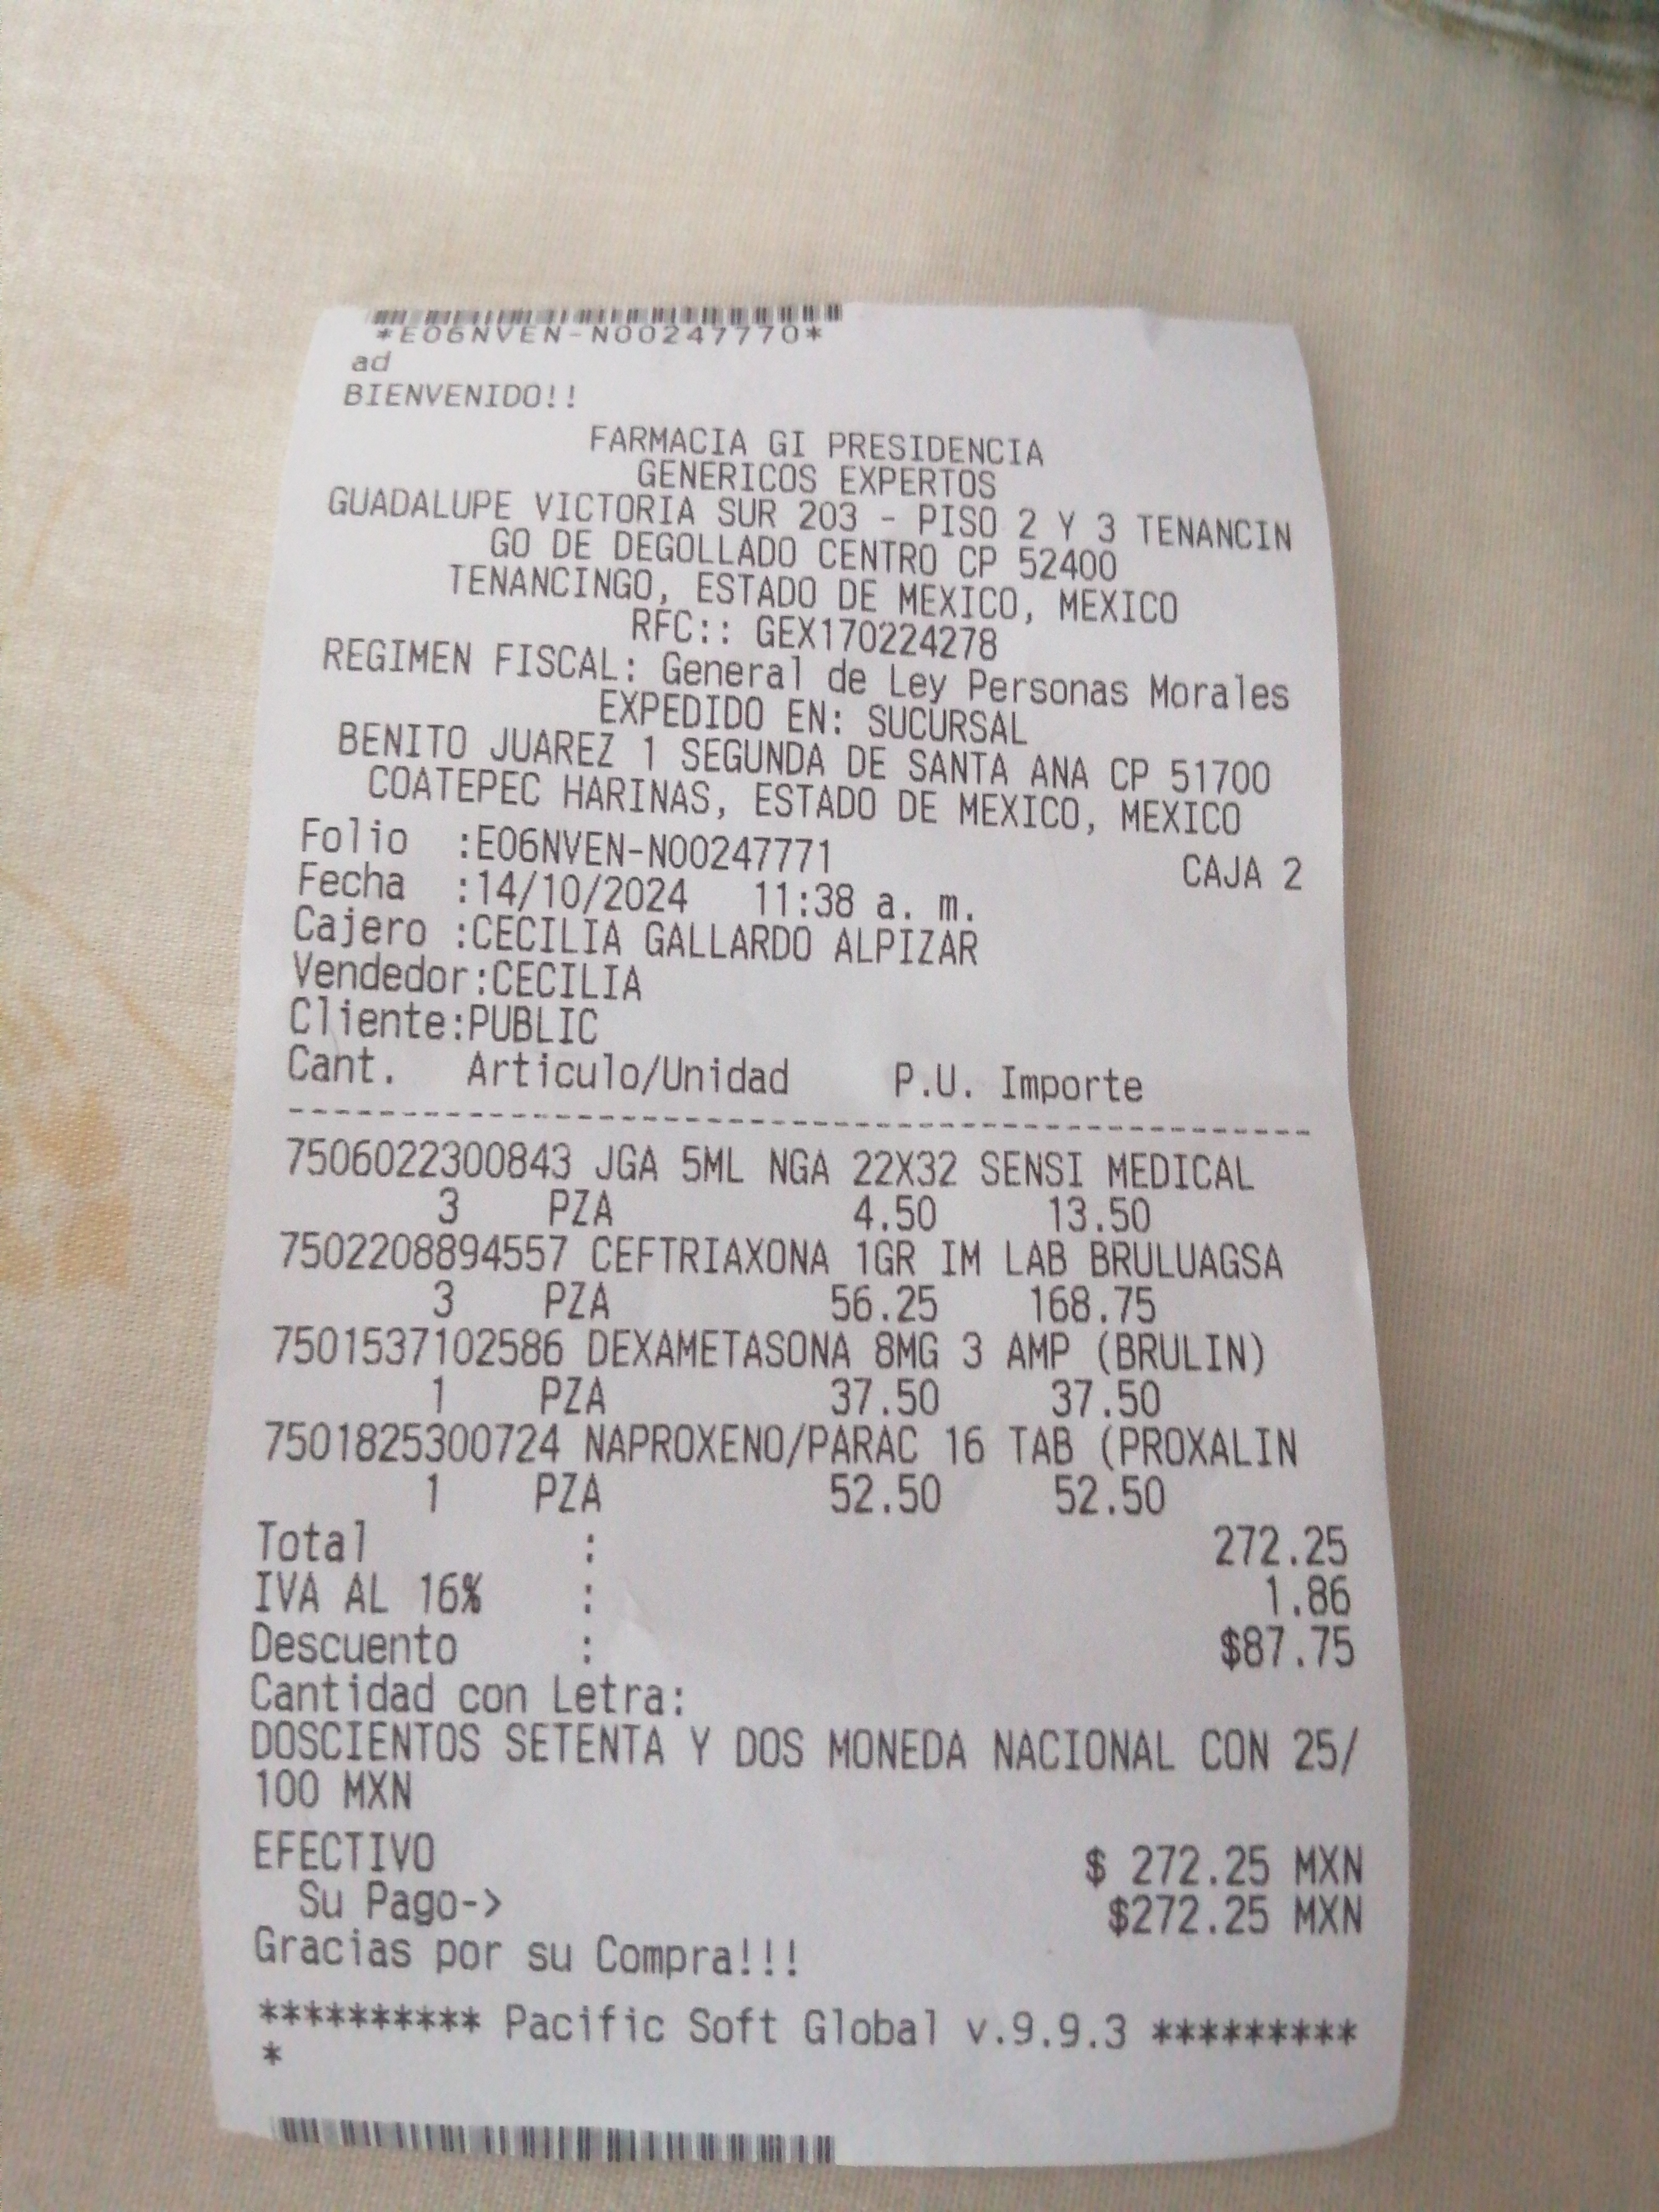 *E06NVEN-N00247770*
ad
BIENVENIDO!!
FARMACIA GI PRESIDENCIA
GENERICOS EXPERTOS
GUADALUPE VICTORIA SUR 203 - PISO 2 Y 3 TENANCIN
GO DE DEGOLLADO CENTRO CP 52400
TENANCINGO, ESTADO DE MEXICO, MEXICO
RFC:: GEX170224278
REGIMEN FISCAL: General de Ley Personas Morales
EXPEDIDO EN: SUCURSAL
BENITO JUAREZ 1 SEGUNDA DE SANTA ANA CP 51700
COATEPEC HARINAS, ESTADO DE MEXICO, MEXICO
Folio :E06NVEN-N00247771 CAJA 2
Fecha :14/10/2024 11:38 a. m.
Cajero :CECILIA GALLARDO ALPIZAR
Vendedor:CECILIA
Cliente:PUBLIC
Cant. Articulo/Unidad P.U. Importe
------------------------------------------------
7506022300843 JGA 5ML NGA 22X32 SENSI MEDICAL
3 PZA 4.50 13.50
7502208894557 CEFTRIAXONA 1GR IM LAB BRULUAGSA
3 PZA 56.25 168.75
7501537102586 DEXAMETASONA 8MG 3 AMP (BRULIN)
1 PZA 37.50 37.50
7501825300724 NAPROXENO/PARAC 16 TAB (PROXALIN
1 PZA 52.50 52.50
Total : 272.25
IVA AL 16% : 1.86
Descuento : $87.75
Cantidad con Letra:
DOSCIENTOS SETENTA Y DOS MONEDA NACIONAL CON 25/
100 MXN
EFECTIVO $ 272.25 MXN
Su Pago-> $272.25 MXN
Gracias por su Compra!!!
********** Pacific Soft Global v.9.9.3 *********
*